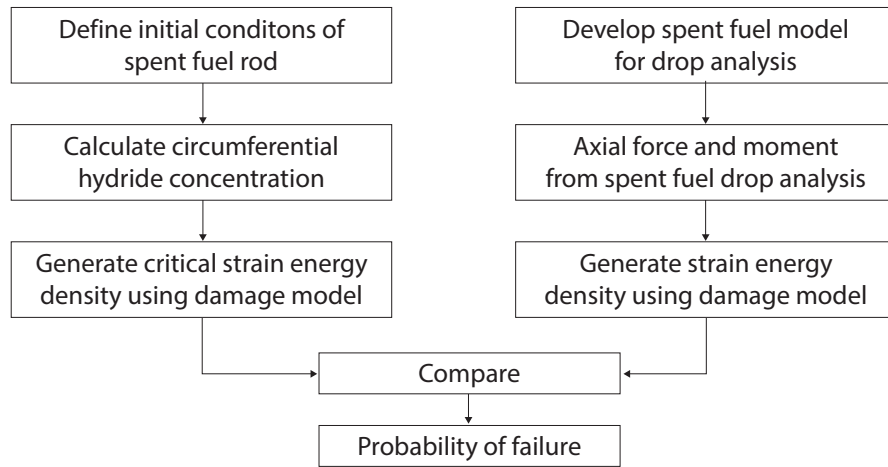 Define initial conditons of
spent fuel rod
Calculate circumferential
hydride concentration
Generate critical strain energy
density using damage model
Develop spent fuel model
for drop analysis
Axial force and moment
from spent fuel drop analysis
Generate strain energy
density using damage model
Compare
Probability of failure